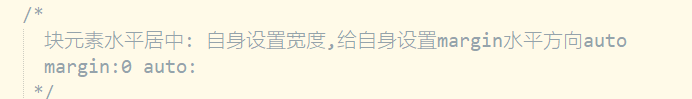 /*
块元素水平居中: 自身设置宽度,给自身设置margin水平方向auto
margin:0 auto:
*/